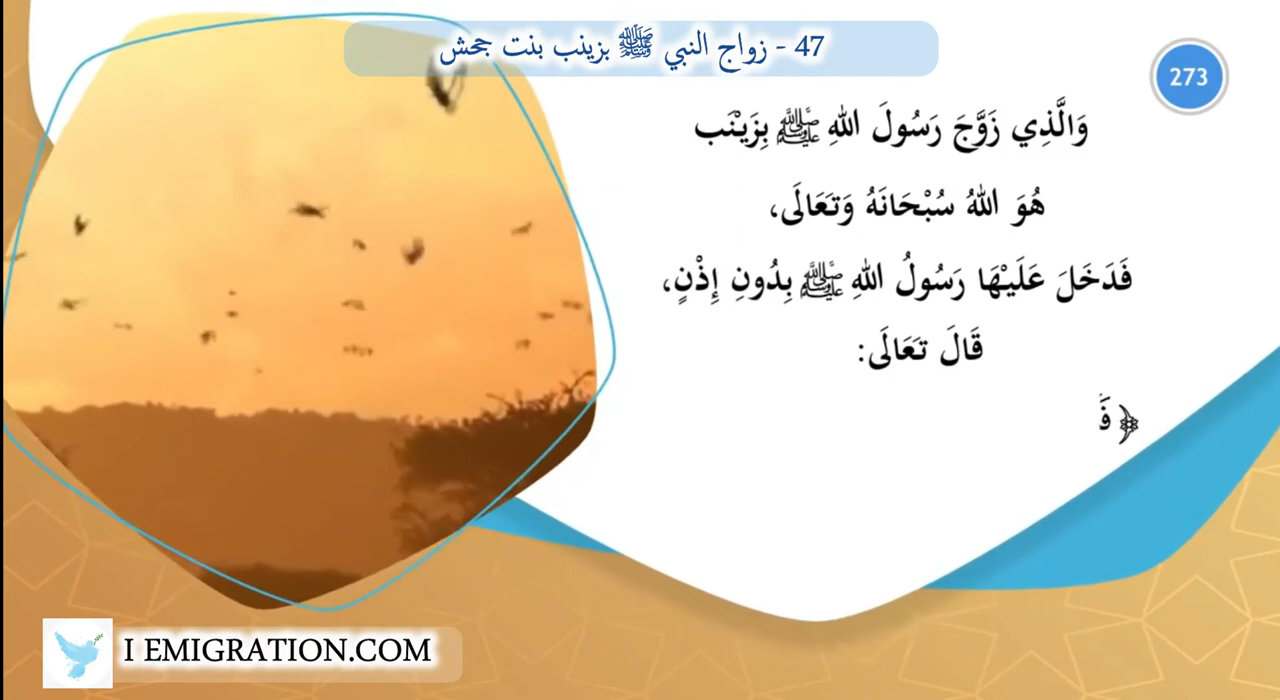 47 - زواج النبي ﷺ بزينب بنت جحش
273
وَالَّذِي زَوَّجَ رَسُولَ اللهِ ﷺ بِزَيْنَب
هُوَ اللهُ سُبْحَانَهُ وَتَعَالَى،
فَدَخَلَ عَلَيْهَا رَسُولُ اللهِ ﷺ بِدُونِ إِذْنٍ،
قَالَ تَعَالَى:
﴿فَ
I EMIGRATION.COM